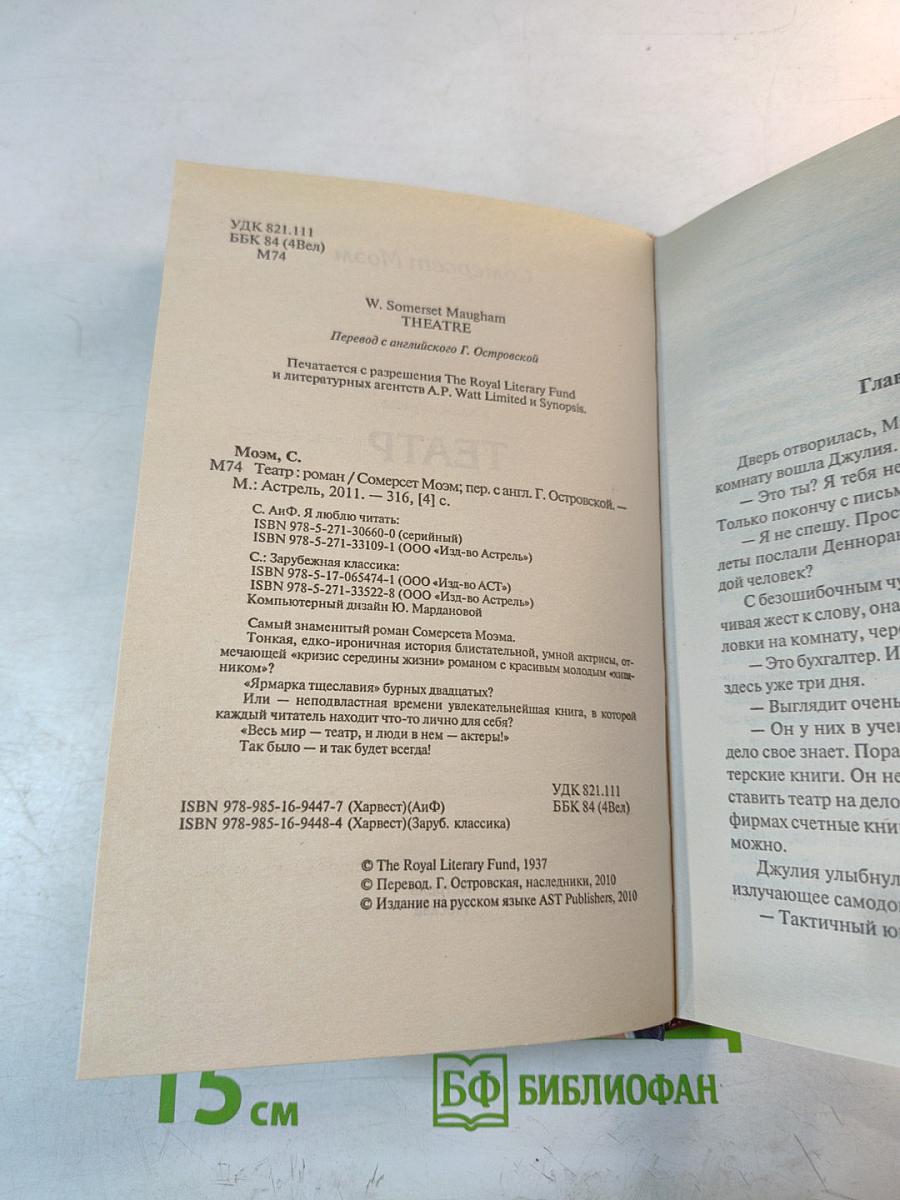 УДК 821.111
ББК 84 (4Вел)
М74
W. Somerset Maugham
THEATRE
Перевод с английского Г. Островской
Печатается с разрешения The Royal Literary Fund
и литературных агентств A.P. Watt Limited и Synopsis.
Моэм, С.
М74 Театр : роман / Сомерсет Моэм; пер. с англ. Г. Островской. —
М.: Астрель, 2011. — 316, [4] с.
С. АиФ. Я люблю читать:
ISBN 978-5-271-30660-0 (серийный)
ISBN 978-5-271-33109-1 (ООО «Изд-во Астрель»)
С.: Зарубежная классика:
ISBN 978-5-17-065474-1 (ООО «Изд-во АСТ»)
ISBN 978-5-271-33522-8 (ООО «Изд-во Астрель»)
Компьютерный дизайн Ю. Мардановой
Самый знаменитый роман Сомерсета Моэма.
Тонкая, едко-ироничная история блистательной, умной актрисы, от-
мечающей «кризис середины жизни» романом с красивым молодым «хищ-
ником»?
«Ярмарка тщеславия» бурных двадцатых?
Или — неподвластная времени увлекательнейшая книга, в которой
каждый читатель находит что-то лично для себя?
«Весь мир — театр, и люди в нем — актеры!»
Так было — и так будет всегда!
УДК 821.111
ББК 84 (4Вел)
ISBN 978-985-16-9447-7 (Харвест)(АиФ)
ISBN 978-985-16-9448-4 (Харвест)(Заруб. классика)
© The Royal Literary Fund, 1937
© Перевод. Г. Островская, наследники, 2010
© Издание на русском языке AST Publishers, 2010
Глав
Дверь отворилась, М
комнату вошла Джулия.
— Это ты? Я тебя не
Только покончу с письм
— Я не спешу. Прост
леты послали Денноран
дой человек?
С безошибочным чу
чивая жест к слову, она
ловки на комнату, чере
— Это бухгалтер. И
здесь уже три дня.
— Выглядит очень
— Он у них в учен
дело свое знает. Пора
терские книги. Он не
ставить театр на дело
фирмах счетные книг
можно.
Джулия улыбнул
излучающее самодо
— Тактичный ю
15 см
БФ БИБЛИОФАН